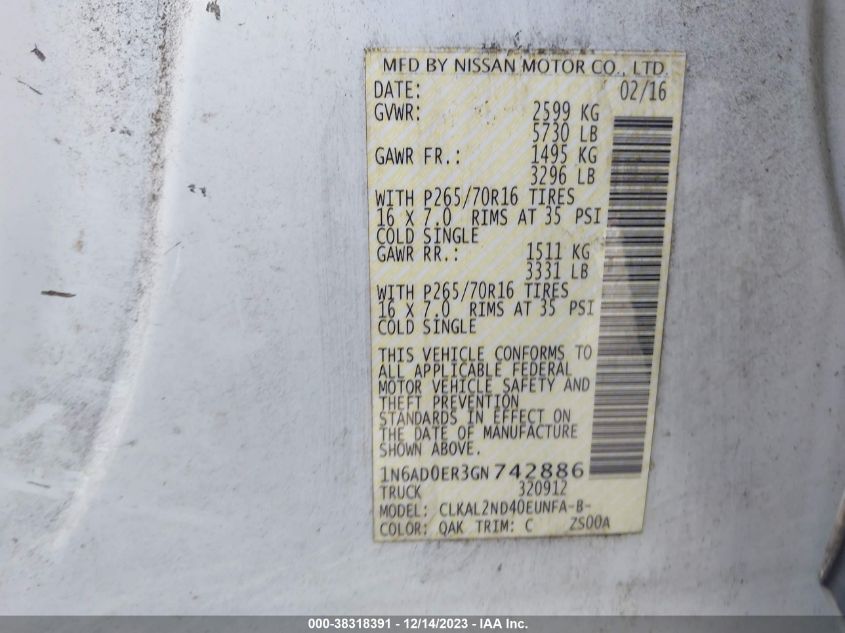 MFD BY NISSAN MOTOR CO., LTD.
DATE: 02/16
GVWR: 2599 KG
5730 LB
GAWR FR.: 1495 KG
3296 LB
WITH P265/70R16 TIRES
16 X 7.0 RIMS AT 35 PSI
COLD SINGLE
GAWR RR.: 1511 KG
3331 LB
WITH P265/70R16 TIRES
16 X 7.0 RIMS AT 35 PSI
COLD SINGLE
THIS VEHICLE CONFORMS TO
ALL APPLICABLE FEDERAL
MOTOR VEHICLE SAFETY AND
THEFT PREVENTION
STANDARDS IN EFFECT ON
THE DATE OF MANUFACTURE
SHOWN ABOVE.
1N6AD0ER3GN742886
TRUCK 320912
MODEL: CLKAL2ND40EUNFA-B-
COLOR: QAK TRIM: C ZS00A
000-38318391 - 12/14/2023 - IAA Inc.